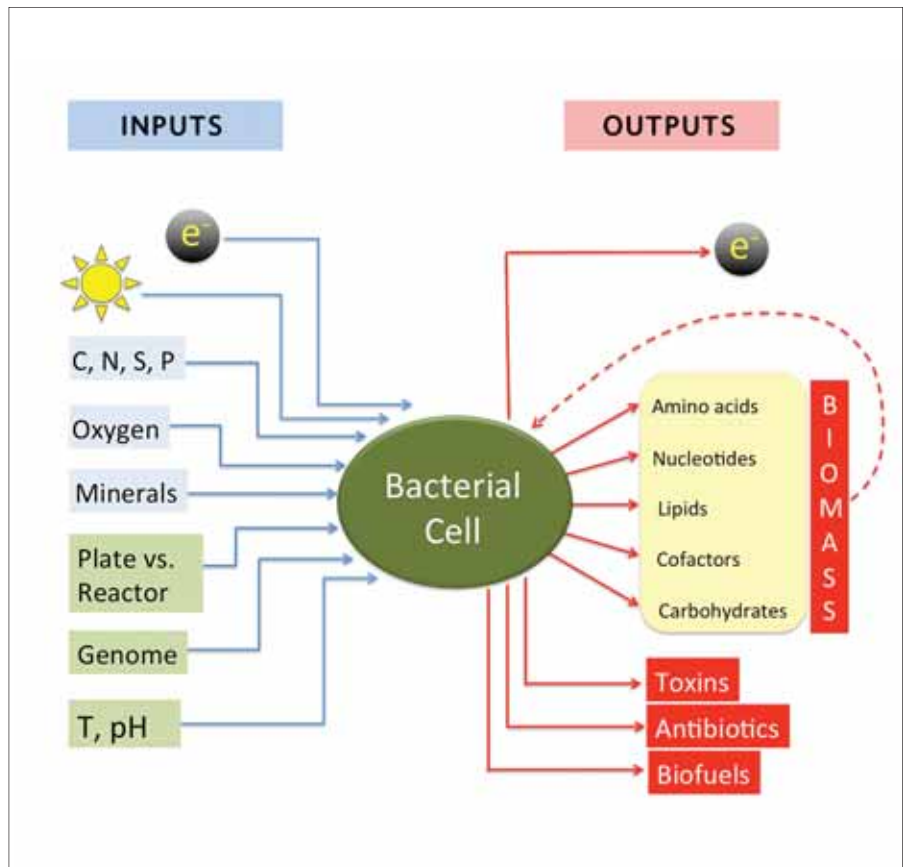 INPUTS
OUTPUTS
e⁻
e⁻
C, N, S, P
Oxygen
Minerals
Plate vs.
Reactor
Genome
T, pH
Bacterial
Cell
Amino acids
Nucleotides
Lipids
Cofactors
Carbohydrates
BIOMASS
Toxins
Antibiotics
Biofuels